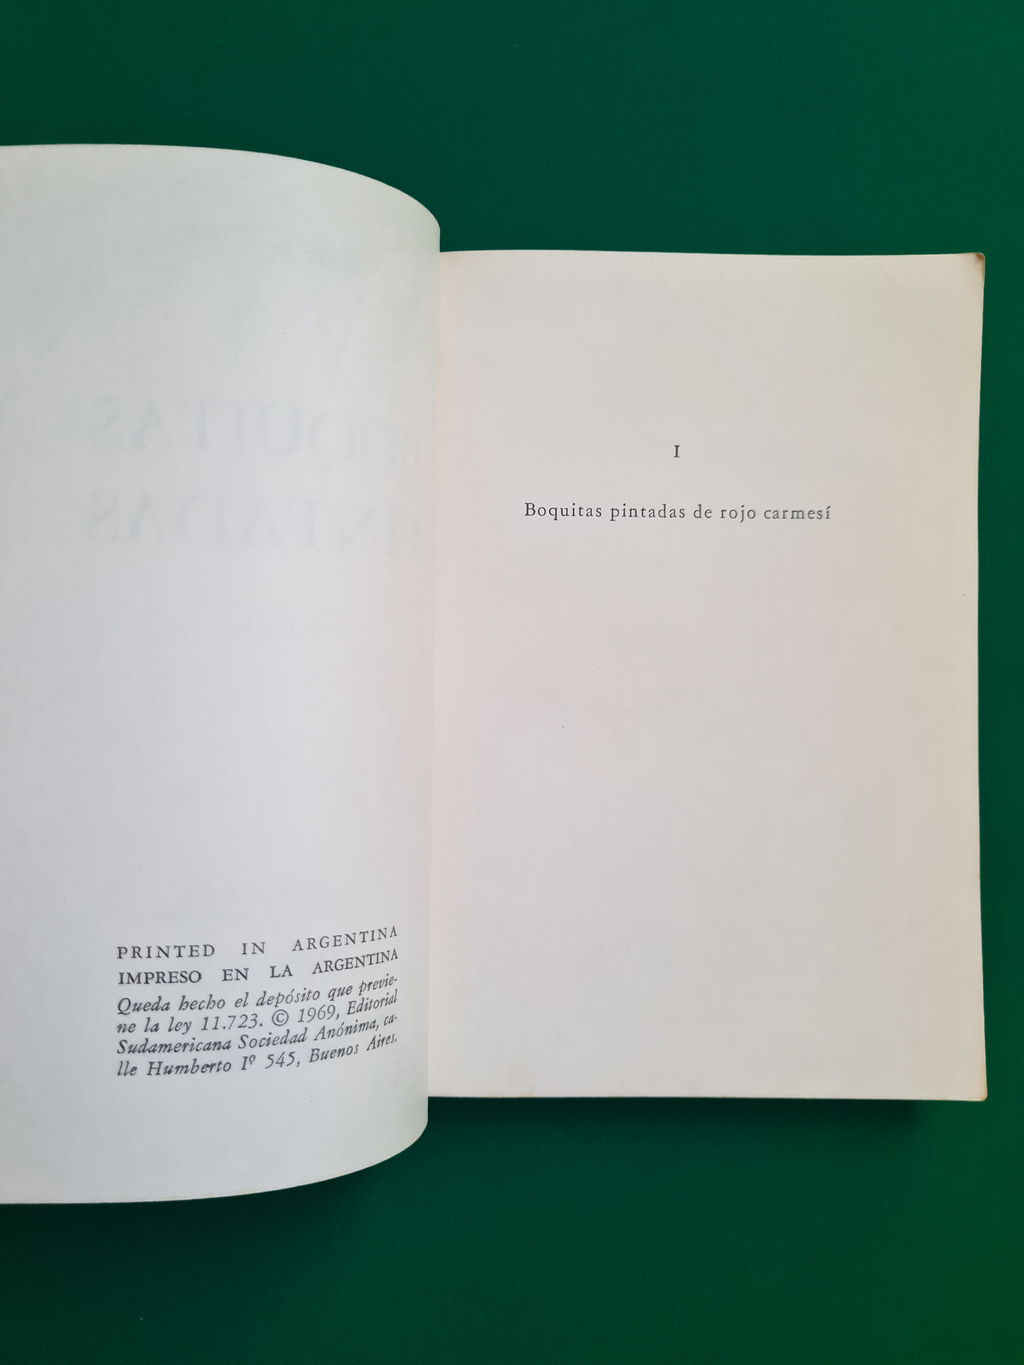 PRINTED IN ARGENTINA
IMPRESO EN LA ARGENTINA
Queda hecho el depósito que previe-
ne la ley 11.723. © 1969, Editorial
Sudamericana Sociedad Anónima, ca-
lle Humberto Iº 545, Buenos Aires.
I
Boquitas pintadas de rojo carmesí